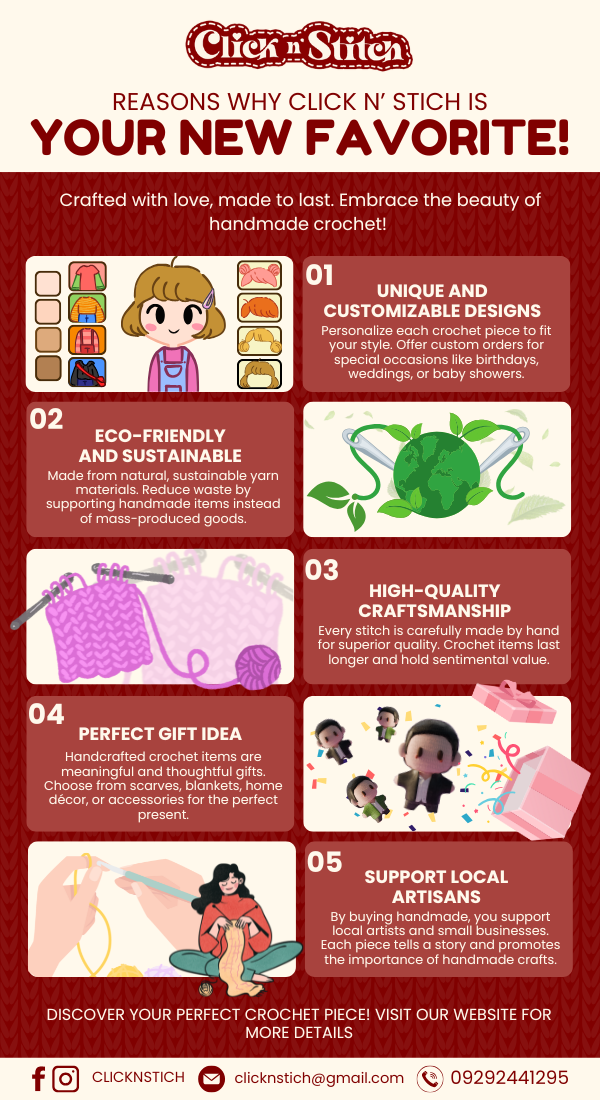 Click n' Stitch
REASONS WHY CLICK N’ STICH IS
YOUR NEW FAVORITE!
Crafted with love, made to last. Embrace the beauty of
handmade crochet!
01
UNIQUE AND
CUSTOMIZABLE DESIGNS
Personalize each crochet piece to fit
your style. Offer custom orders for
special occasions like birthdays,
weddings, or baby showers.
02
ECO-FRIENDLY
AND SUSTAINABLE
Made from natural, sustainable yarn
materials. Reduce waste by
supporting handmade items instead
of mass-produced goods.
03
HIGH-QUALITY
CRAFTSMANSHIP
Every stitch is carefully made by hand
for superior quality. Crochet items last
longer and hold sentimental value.
04
PERFECT GIFT IDEA
Handcrafted crochet items are
meaningful and thoughtful gifts.
Choose from scarves, blankets, home
décor, or accessories for the perfect
present.
05
SUPPORT LOCAL
ARTISANS
By buying handmade, you support
local artists and small businesses.
Each piece tells a story and promotes
the importance of handmade crafts.
DISCOVER YOUR PERFECT CROCHET PIECE! VISIT OUR WEBSITE FOR
MORE DETAILS
CLICKNSTICH
clicknstich@gmail.com
09292441295